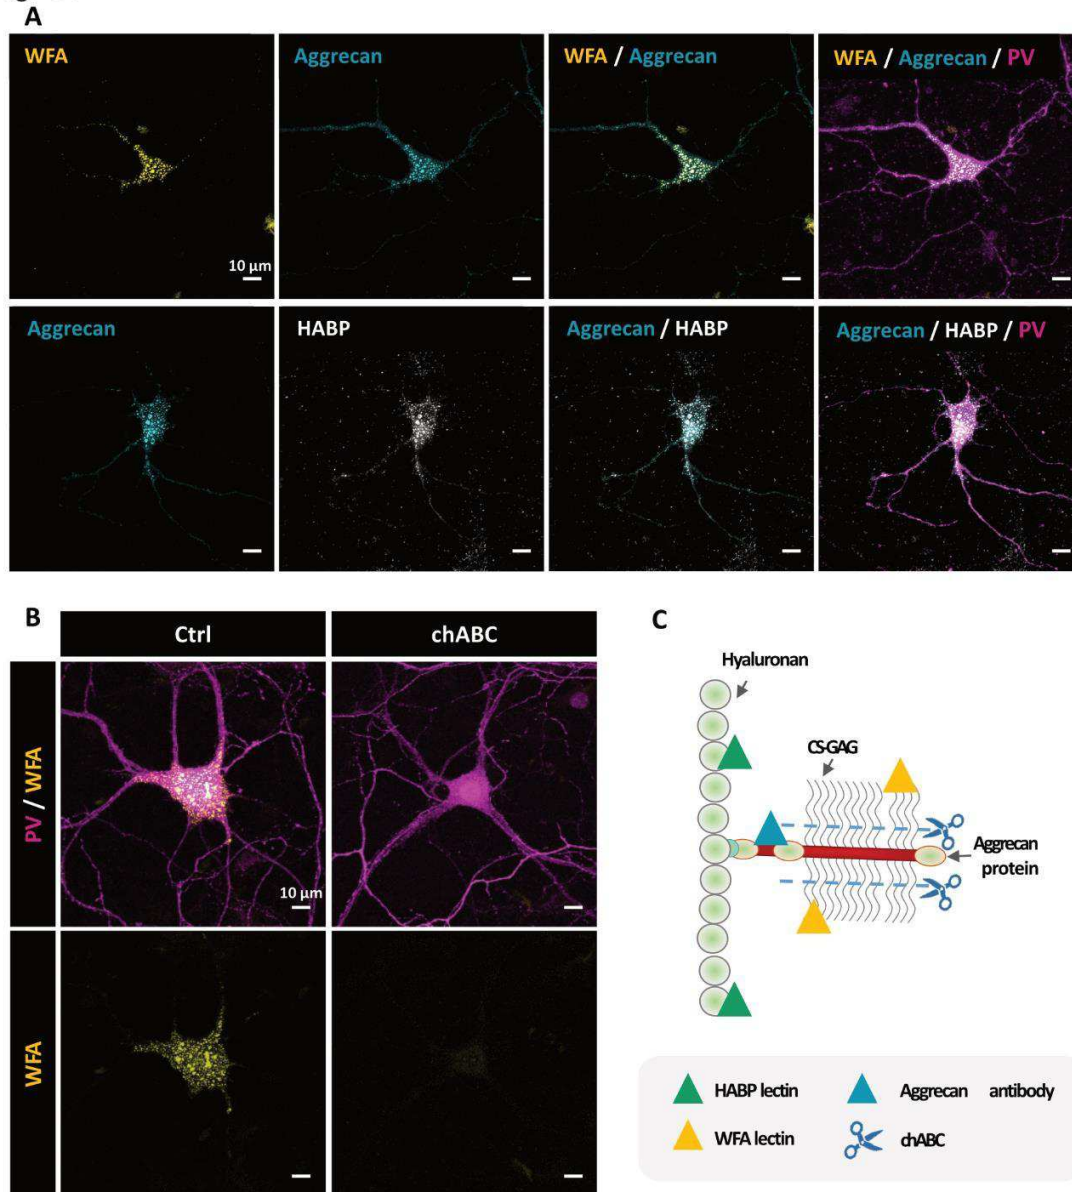 A
WFA
Aggrecan
WFA / Aggrecan
WFA / Aggrecan / PV
10 µm
Aggrecan
HABP
Aggrecan / HABP
Aggrecan / HABP / PV
B
Ctrl
chABC
PV / WFA
10 µm
WFA
C
Hyaluronan
CS-GAG
Aggrecan
protein
HABP lectin
Aggrecan antibody
WFA lectin
chABC